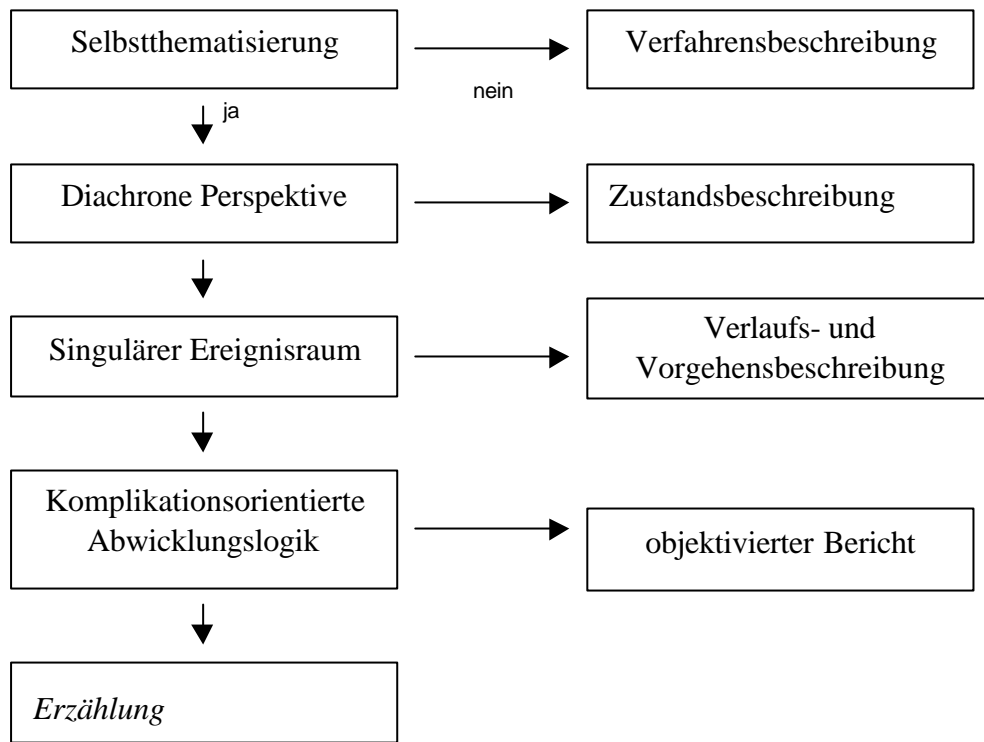 Selbstthematisierung
Verfahrensbeschreibung
nein
ja
Diachrone Perspektive
Zustandsbeschreibung
Singulärer Ereignisraum
Verlaufs- und
Vorgehensbeschreibung
Komplikationsorientierte
Abwicklungslogik
objektivierter Bericht
Erzählung